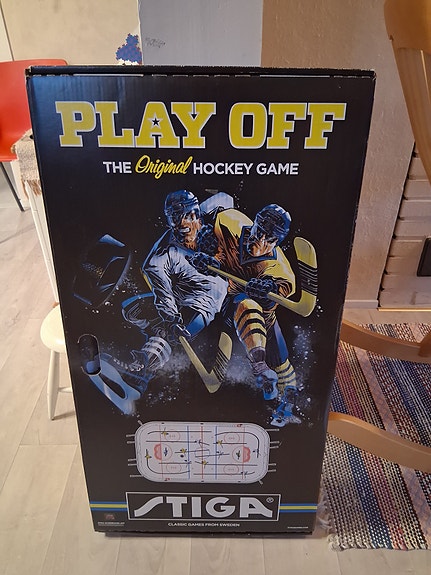 PLAY OFF
THE Original HOCKEY GAME
STIGA®
CLASSIC GAMES FROM SWEDEN